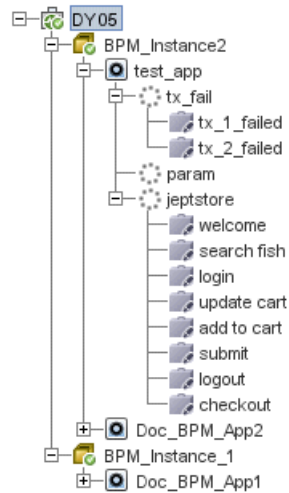 DY05
BPM_Instance2
test_app
tx_fail
tx_1_failed
tx_2_failed
param
jeptstore
welcome
search fish
login
update cart
add to cart
submit
logout
checkout
Doc_BPM_App2
BPM_Instance_1
Doc_BPM_App1